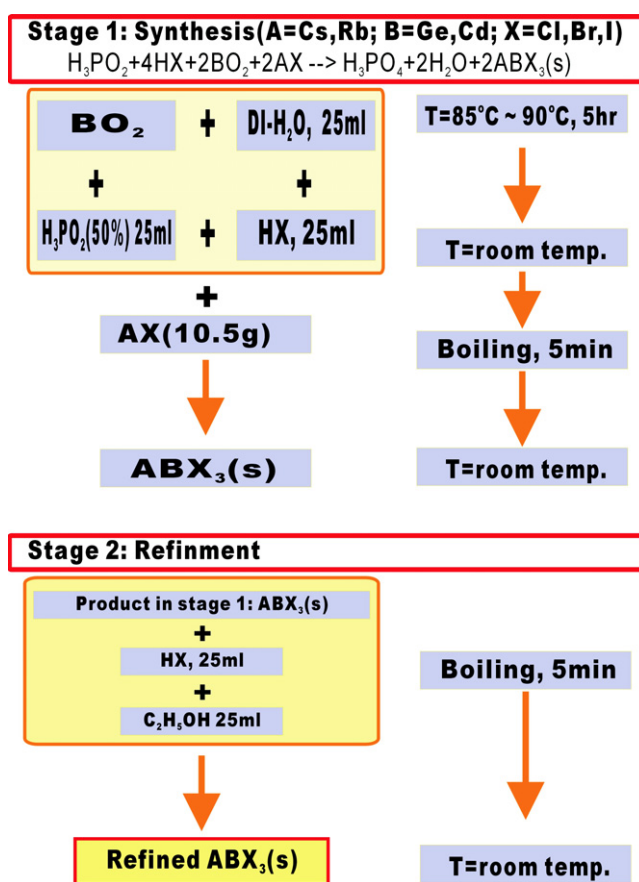 Stage 1: Synthesis(A=Cs,Rb; B=Ge,Cd; X=Cl,Br,I)
H₃PO₂+4HX+2BO₂+2AX --> H₃PO₄+2H₂O+2ABX₃(s)
BO₂ + DI-H₂O, 25ml
+ +
H₃PO₂(50%) 25ml + HX, 25ml
+
AX(10.5g)
ABX₃(s)
T=85°C ~ 90°C, 5hr
T=room temp.
Boiling, 5min
T=room temp.
Stage 2: Refinment
Product in stage 1: ABX₃(s)
+
HX, 25ml
+
C₂H₅OH 25ml
Refined ABX₃(s)
Boiling, 5min
T=room temp.